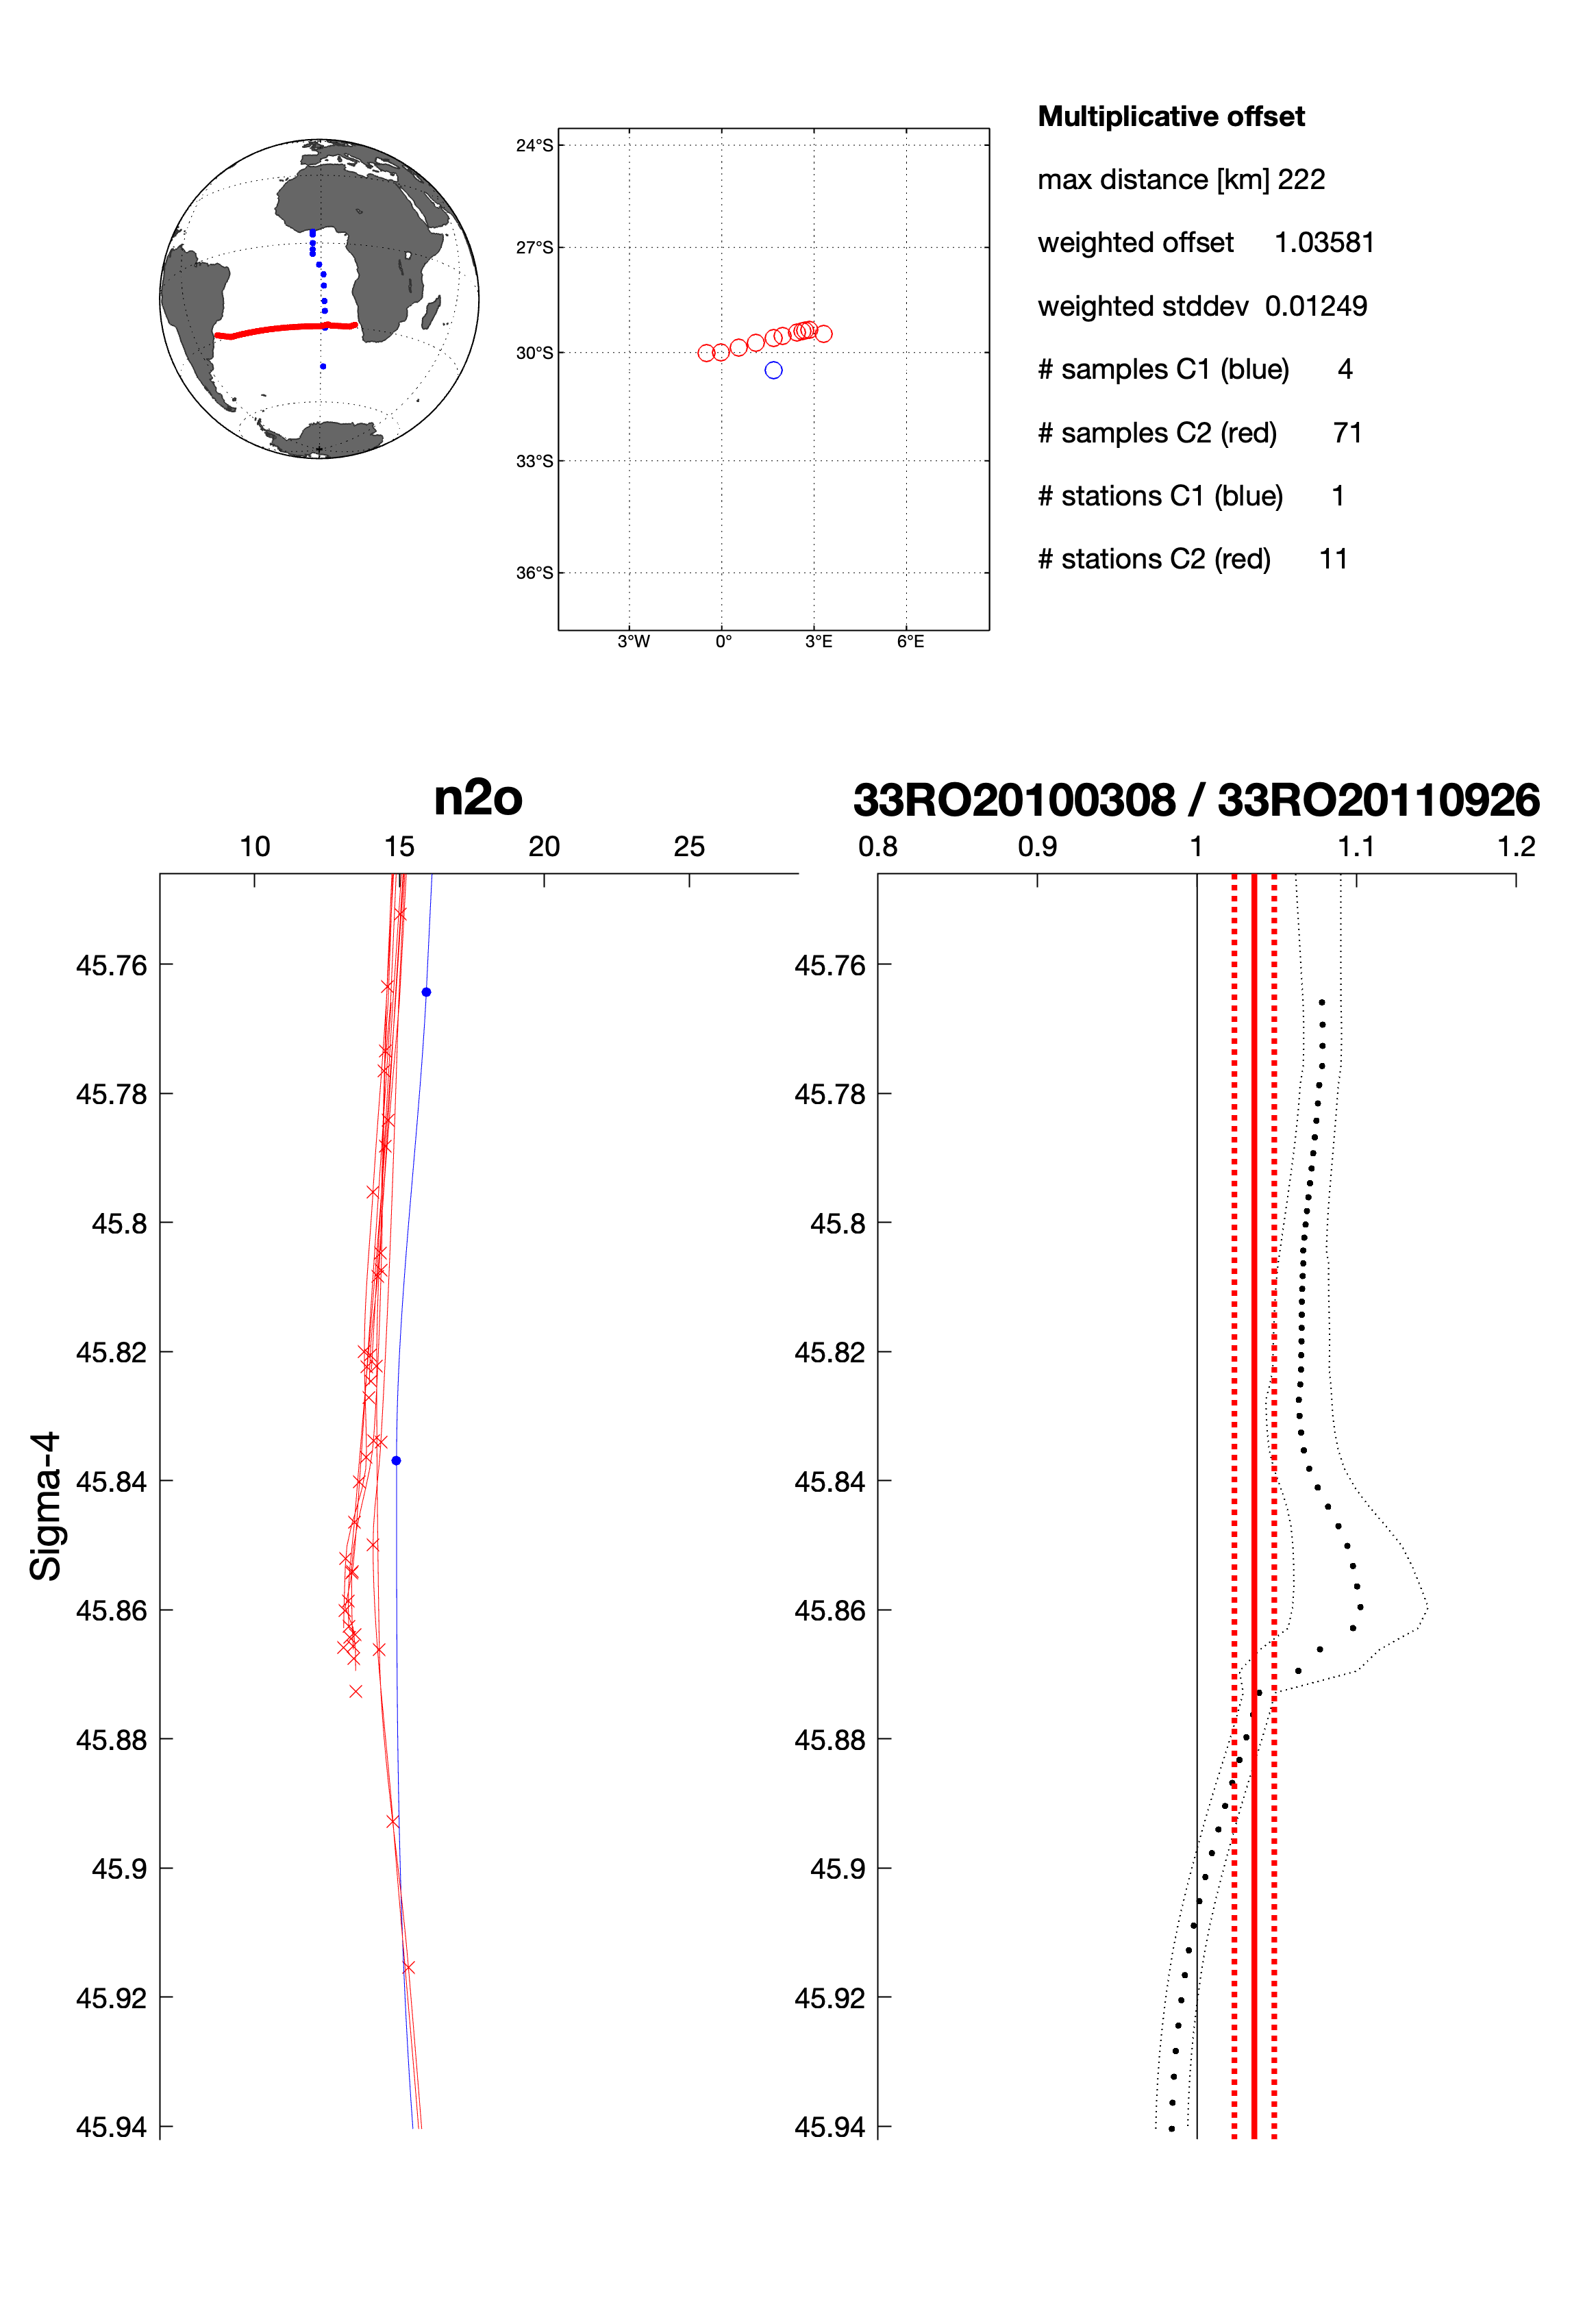 Multiplicative offset
max distance [km] 222
weighted offset 1.03581
weighted stddev 0.01249
# samples C1 (blue) 4
# samples C2 (red) 71
# stations C1 (blue) 1
# stations C2 (red) 11
24°S
27°S
30°S
33°S
36°S
3°W 0° 3°E 6°E
n2o
10 15 20 25
45.76
45.78
45.8
45.82
45.84
45.86
45.88
45.9
45.92
45.94
Sigma-4
33RO20100308 / 33RO20110926
0.8 0.9 1 1.1 1.2
45.76
45.78
45.8
45.82
45.84
45.86
45.88
45.9
45.92
45.94